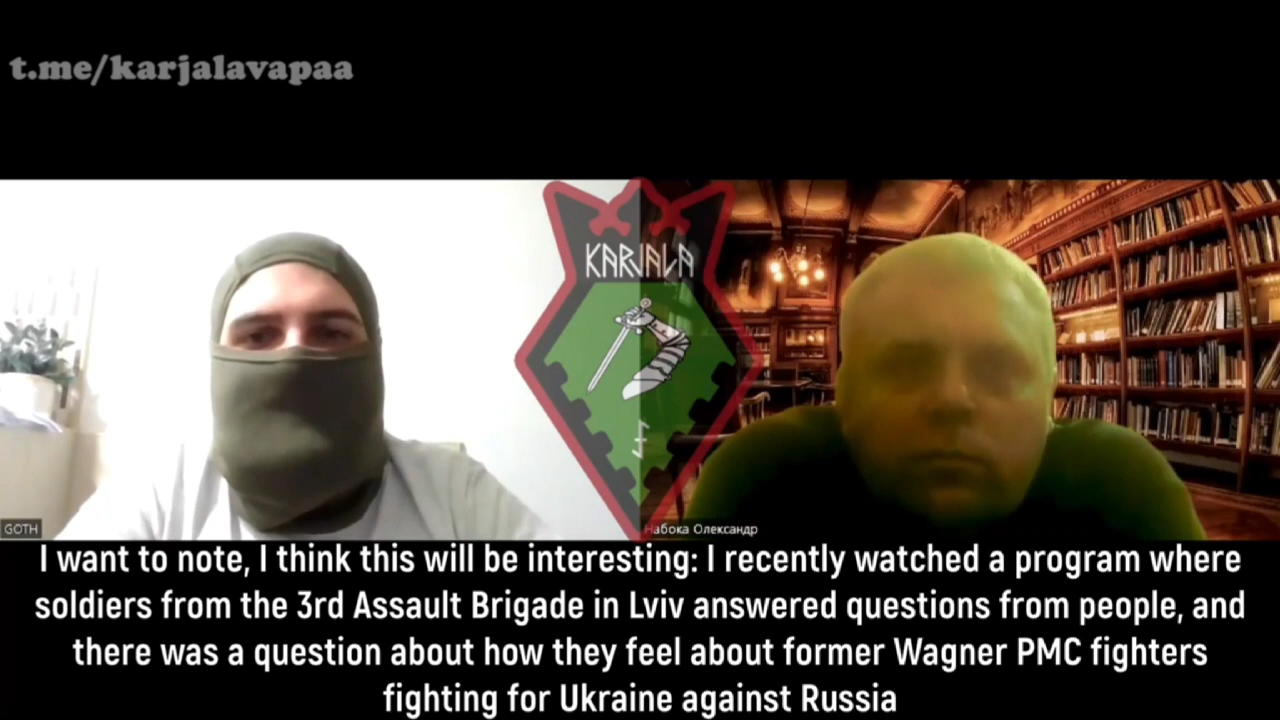 t.me/karjalavapaa
KARJALA
GOTH
Набока Олександр
I want to note, I think this will be interesting: I recently watched a program where
soldiers from the 3rd Assault Brigade in Lviv answered questions from people, and
there was a question about how they feel about former Wagner PMC fighters
fighting for Ukraine against Russia